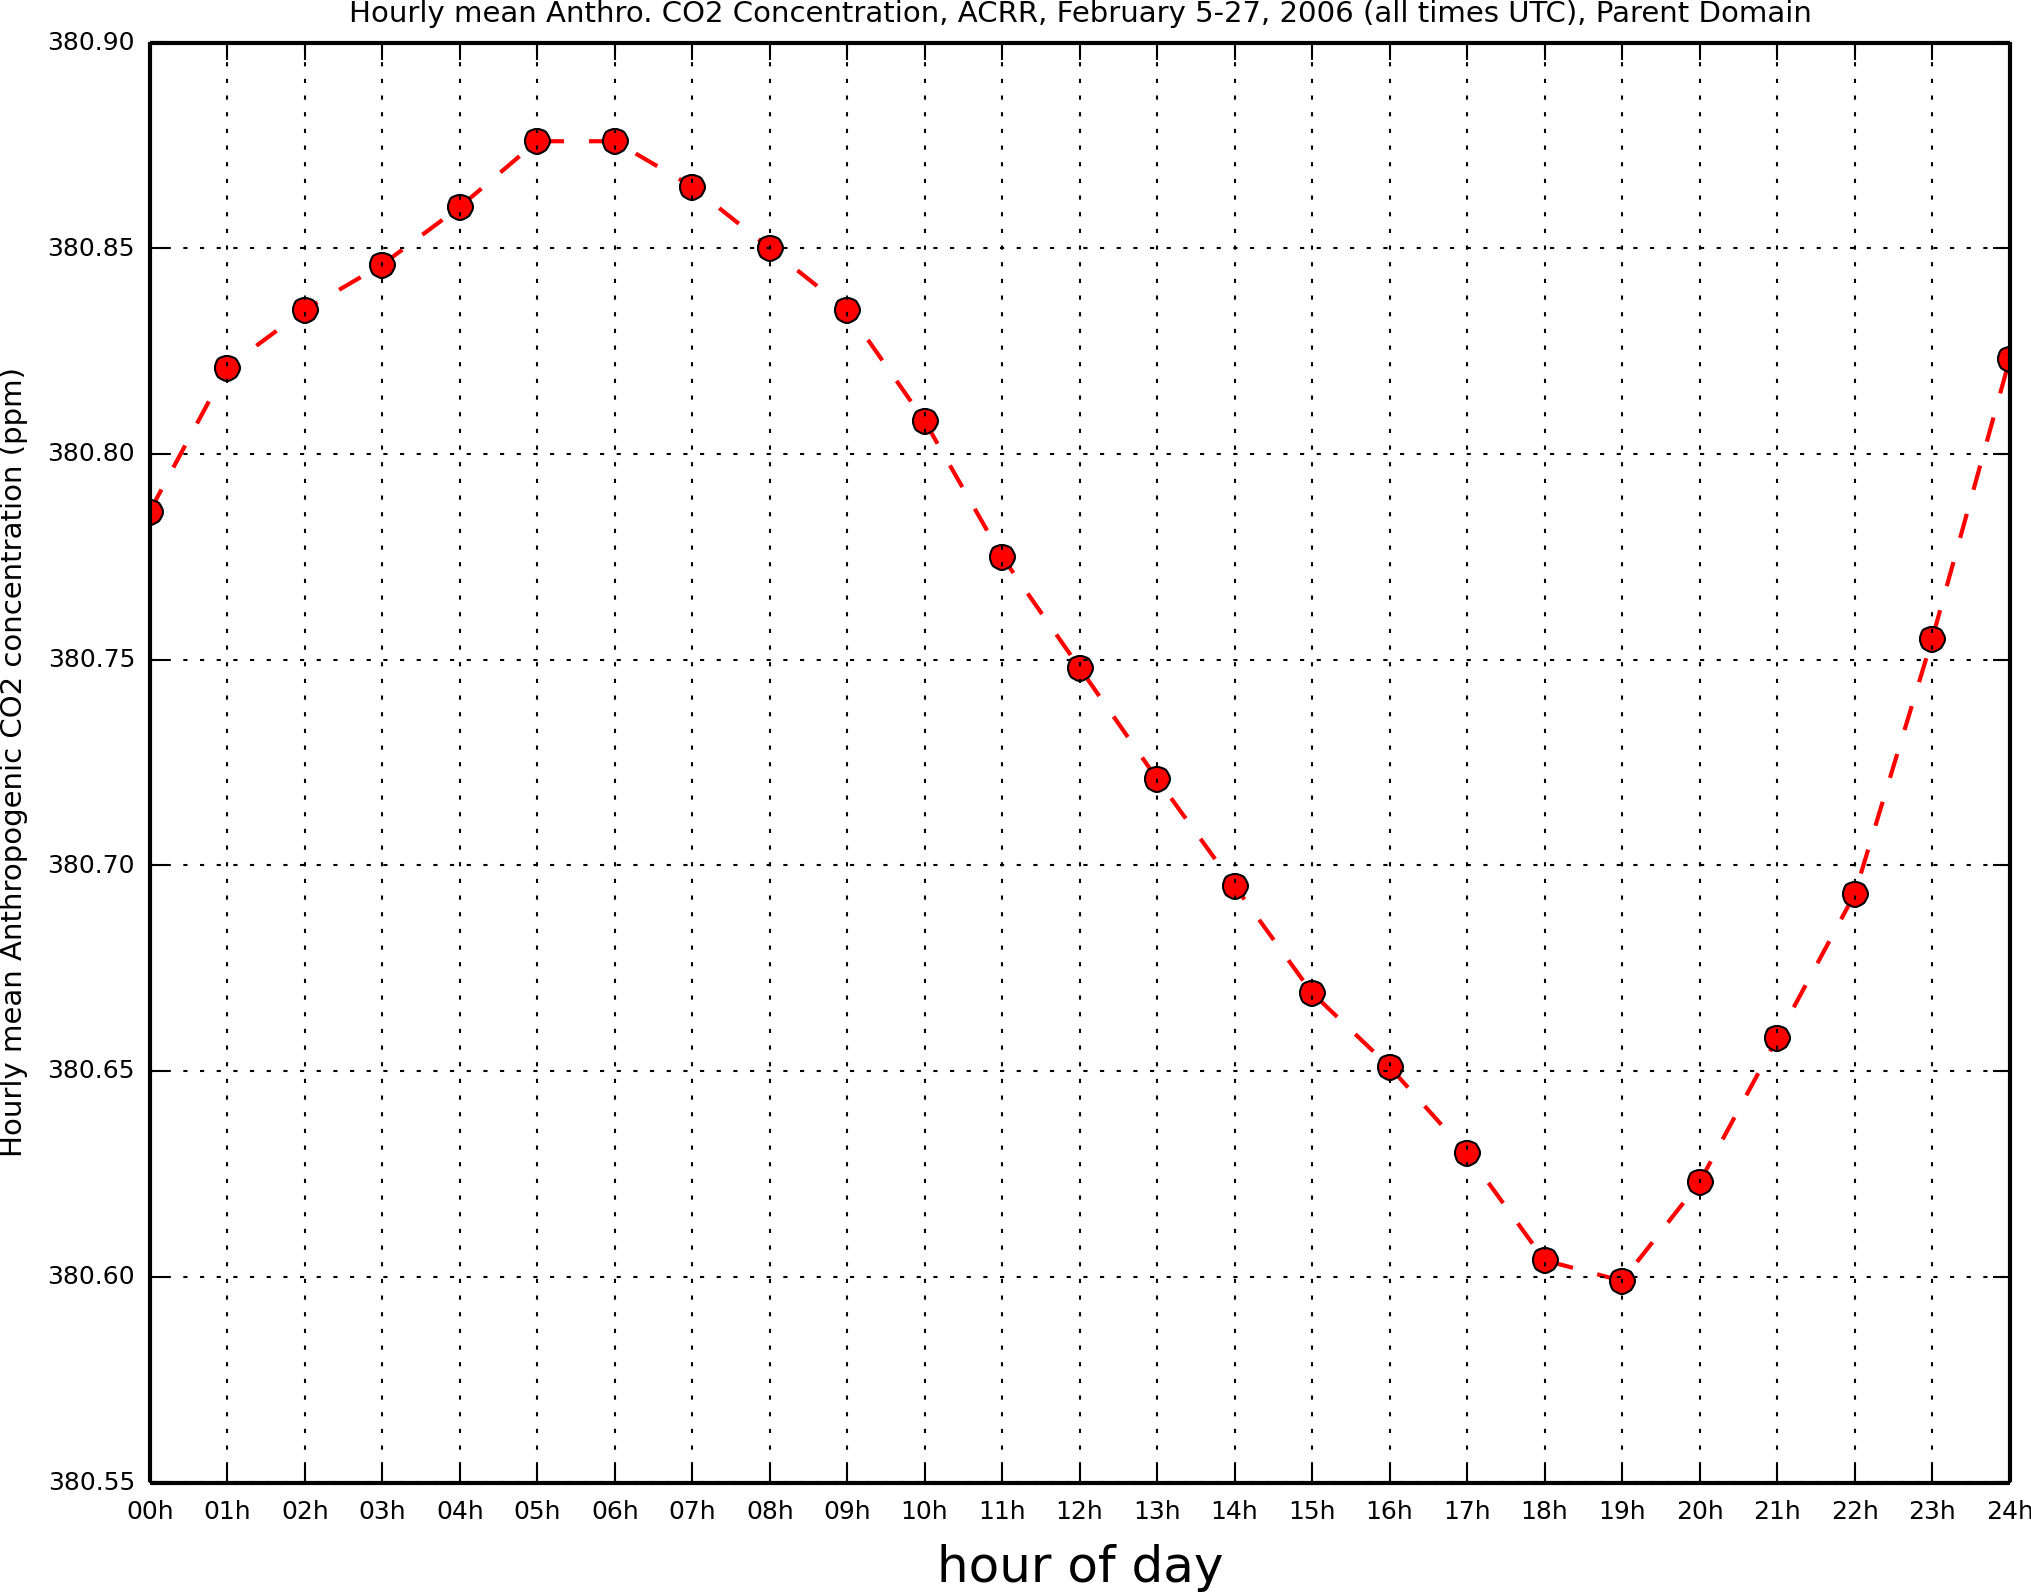 Hourly mean Anthro. CO2 Concentration, ACRR, February 5-27, 2006 (all times UTC), Parent Domain
Hourly mean Anthropogenic CO2 concentration (ppm)
380.90
380.85
380.80
380.75
380.70
380.65
380.60
380.55
00h 01h 02h 03h 04h 05h 06h 07h 08h 09h 10h 11h 12h 13h 14h 15h 16h 17h 18h 19h 20h 21h 22h 23h 24h
hour of day